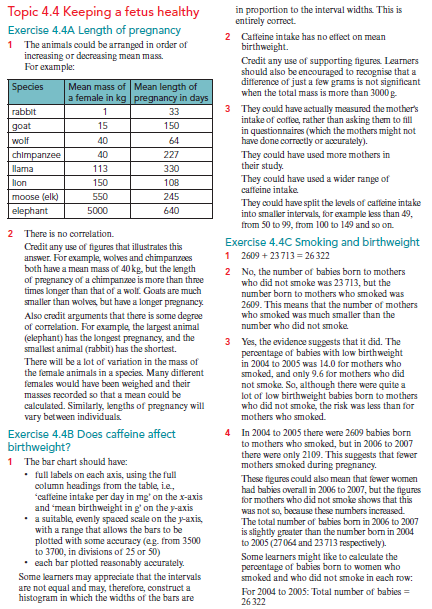 Topic 4.4 Keeping a fetus healthy
Exercise 4.4A Length of pregnancy
1 The animals could be arranged in order of
increasing or decreasing mean mass.
For example:
Species Mean mass of a female in kg Mean length of pregnancy in days
rabbit 1 33
goat 15 150
wolf 40 64
chimpanzee 40 227
llama 113 330
lion 150 108
moose (elk) 550 245
elephant 5000 640
2 There is no correlation.
Credit any use of figures that illustrates this
answer. For example, wolves and chimpanzees
both have a mean mass of 40 kg, but the length
of pregnancy of a chimpanzee is more than three
times longer than that of a wolf. Goats are much
smaller than wolves, but have a longer pregnancy.
Also credit arguments that there is some degree
of correlation. For example, the largest animal
(elephant) has the longest pregnancy, and the
smallest animal (rabbit) has the shortest.
There will be a lot of variation in the mass of
the female animals in a species. Many different
females would have been weighed and their
masses recorded so that a mean could be
calculated. Similarly, lengths of pregnancy will
vary between individuals.
Exercise 4.4B Does caffeine affect
birthweight?
1 The bar chart should have:
• full labels on each axis, using the full
column headings from the table, i.e.,
‘caffeine intake per day in mg’ on the x-axis
and ‘mean birthweight in g’ on the y-axis
• a suitable, evenly spaced scale on the y-axis,
with a range that allows the bars to be
plotted with some accuracy (e.g. from 3500
to 3700, in divisions of 25 or 50)
• each bar plotted reasonably accurately.
Some learners may appreciate that the intervals
are not equal and may, therefore, construct a
histogram in which the widths of the bars are
in proportion to the interval widths. This is
entirely correct.
2 Caffeine intake has no effect on mean
birthweight.
Credit any use of supporting figures. Learners
should also be encouraged to recognise that a
difference of just a few grams is not significant
when the total mass is more than 3000 g.
3 They could have actually measured the mother's
intake of coffee, rather than asking them to fill
in questionnaires (which the mothers might not
have done correctly or accurately).
They could have used more mothers in
their study.
They could have used a wider range of
caffeine intake.
They could have split the levels of caffeine intake
into smaller intervals, for example less than 49,
from 50 to 99, from 100 to 149 and so on.
Exercise 4.4C Smoking and birthweight
1 2609 + 23 713 = 26 322
2 No, the number of babies born to mothers
who did not smoke was 23 713, but the
number born to mothers who smoked was
2609. This means that the number of mothers
who smoked was much smaller than the
number who did not smoke.
3 Yes, the evidence suggests that it did. The
percentage of babies with low birthweight
in 2004 to 2005 was 14.0 for mothers who
smoked, and only 9.6 for mothers who did
not smoke. So, although there were quite a
lot of low birthweight babies born to mothers
who did not smoke, the risk was less than for
mothers who smoked.
4 In 2004 to 2005 there were 2609 babies born
to mothers who smoked, but in 2006 to 2007
there were only 2109. This suggests that fewer
mothers smoked during pregnancy.
These figures could also mean that fewer women
had babies overall in 2006 to 2007, but the figures
for mothers who did not smoke shows that this
was not so, because these numbers increased.
The total number of babies born in 2006 to 2007
is slightly greater than the number born in 2004
to 2005 (27 064 and 23 713 respectively).
Some learners might like to calculate the
percentage of babies born to women who
smoked and who did not smoke in each row:
For 2004 to 2005: Total number of babies =
26 322